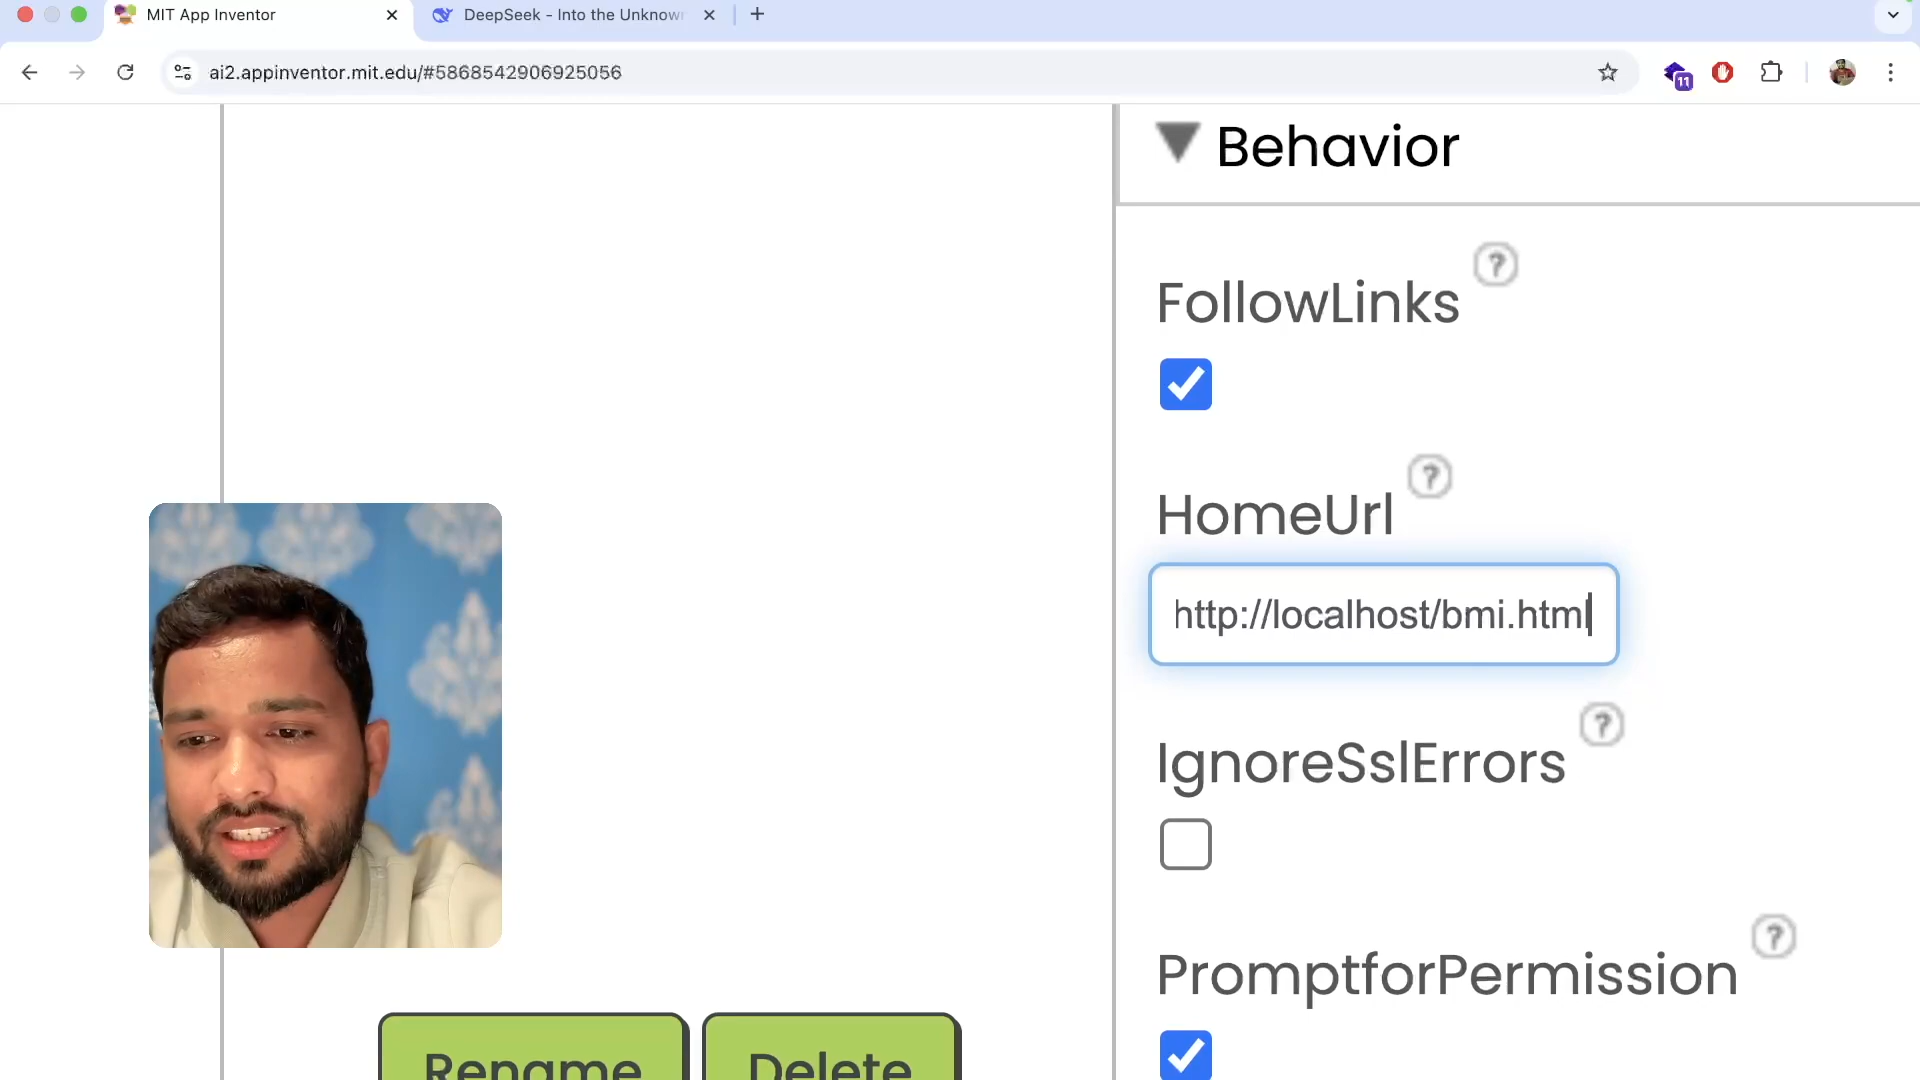 MIT App Inventor
DeepSeek - Into the Unknow
ai2.appinventor.mit.edu/#5868542906925056
11
Behavior
FollowLinks
?
HomeUrl
?
http://localhost/bmi.html
IgnoreSslErrors
?
PromptforPermission
?
Rename
Delete